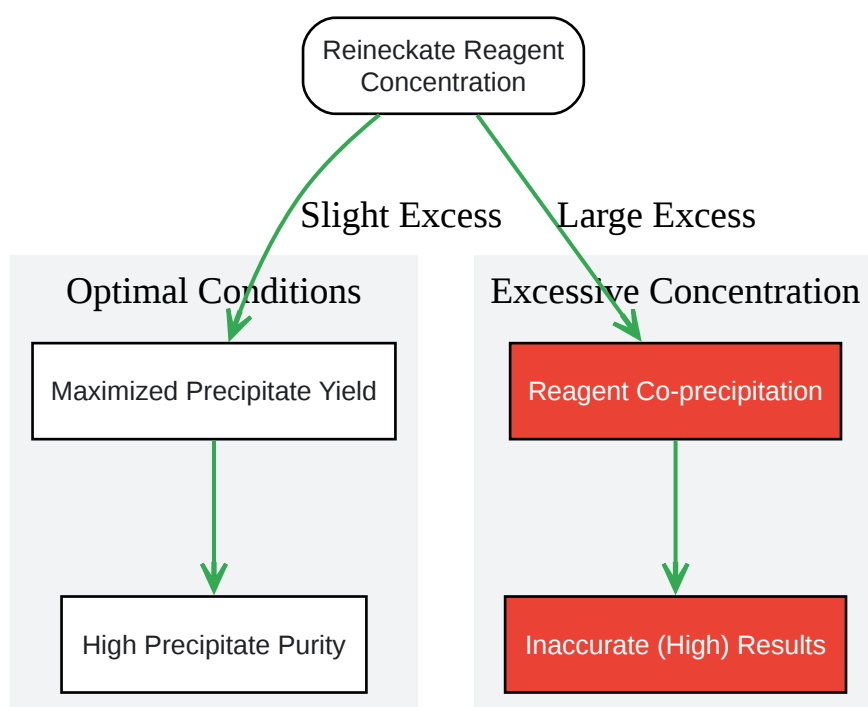 Reineckate Reagent
Concentration
Slight Excess
Large Excess
Optimal Conditions
Excessive Concentration
Maximized Precipitate Yield
Reagent Co-precipitation
High Precipitate Purity
Inaccurate (High) Results